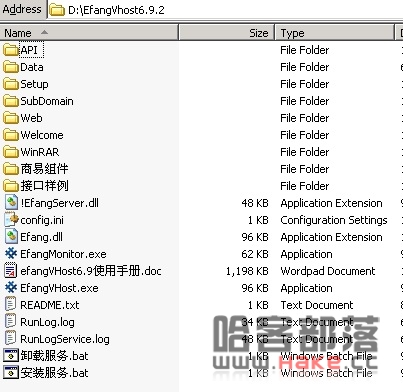 Address D:\EfangVhost6.9.2
Name Size Type
API File Folder
Data File Folder
Setup File Folder
SubDomain File Folder
Web File Folder
Welcome File Folder
WinRAR File Folder
商易组件 File Folder
接口样例 File Folder
!EfangServer.dll 48 KB Application Extension
config.ini 1 KB Configuration Settings
Efang.dll 96 KB Application Extension
EfangMonitor.exe 62 KB Application
efangVHost6.9使用手册.doc 1,198 KB Wordpad Document
EfangVHost.exe 96 KB Application
README.txt 1 KB Text Document
RunLog.log 34 KB Text Document
RunLogService.log 48 KB Text Document
卸载服务.bat 1 KB Windows Batch File
安装服务.bat 1 KB Windows Batch File
哈客部落
www.Hake.cc